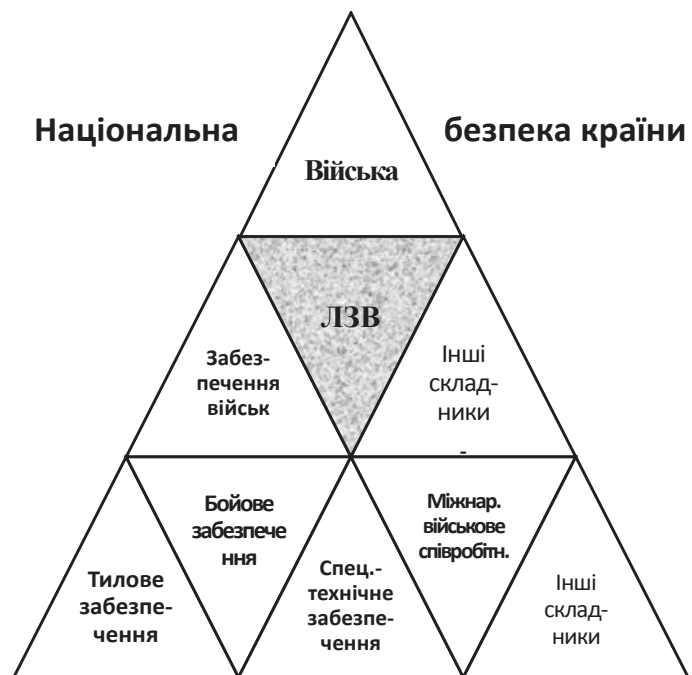 Національна безпека країни
Війська
ЛЗВ
Забез-
печення
військ
Інші
склад-
ники
-
Бойове
забезпече
ння
Міжнар.
військове
співробітн.
Тилове
забезпе-
чення
Спец.-
технічне
забезпе-
чення
Інші
склад-
ники